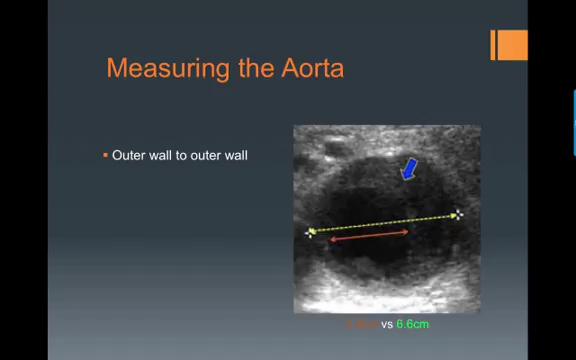 Measuring the Aorta
Outer wall to outer wall
vs 6.6cm